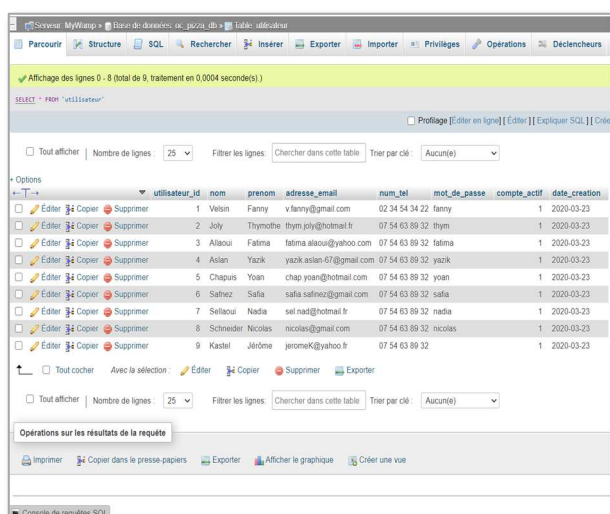 Serveur: MyWamp » Base de données: oc_pizza_db » Table: utilisateur
Parcourir Structure SQL Rechercher Insérer Exporter Importer Privilèges Opérations Déclencheurs
Affichage des lignes 0 - 8 (total de 9, traitement en 0,0004 seconde(s).)
SELECT * FROM `utilisateur`
Profilage [Éditer en ligne] [ Éditer ] [ Expliquer SQL ] [ Crée
Tout afficher | Nombre de lignes : 25 Filtrer les lignes: Chercher dans cette table Trier par clé : Aucun(e)
+ Options
←T→ utilisateur_id nom prenom adresse_email num_tel mot_de_passe compte_actif date_creation
Éditer Copier Supprimer 1 Velsin Fanny v.fanny@gmail.com 02 34 54 34 22 fanny 1 2020-03-23
Éditer Copier Supprimer 2 Joly Thymothe thym.joly@hotmail.fr 07 54 63 89 32 thym 1 2020-03-23
Éditer Copier Supprimer 3 Allaoui Fatima fatima.alaoui@yahoo.com 07 54 63 89 32 fatima 1 2020-03-23
Éditer Copier Supprimer 4 Aslan Yazik yazik.aslan-67@gmail.com 07 54 63 89 32 yazik 1 2020-03-23
Éditer Copier Supprimer 5 Chapuis Yoan chap.yoan@hotmail.com 07 54 63 89 32 yoan 1 2020-03-23
Éditer Copier Supprimer 6 Safnez Safia safia.safinez@gmail.com 07 54 63 89 32 safia 1 2020-03-23
Éditer Copier Supprimer 7 Sellaoui Nadia sel.nad@hotmail.fr 07 54 63 89 32 nadia 1 2020-03-23
Éditer Copier Supprimer 8 Schneider Nicolas nicolas@gmail.com 07 54 63 89 32 nicolas 1 2020-03-23
Éditer Copier Supprimer 9 Kastel Jérôme jeromeK@yahoo.fr 07 54 63 89 32 1 2020-03-23
Tout cocher Avec la sélection : Éditer Copier Supprimer Exporter
Tout afficher | Nombre de lignes : 25 Filtrer les lignes: Chercher dans cette table Trier par clé : Aucun(e)
Opérations sur les résultats de la requête
Imprimer Copier dans le presse-papiers Exporter Afficher le graphique Créer une vue
Console de requêtes SQL